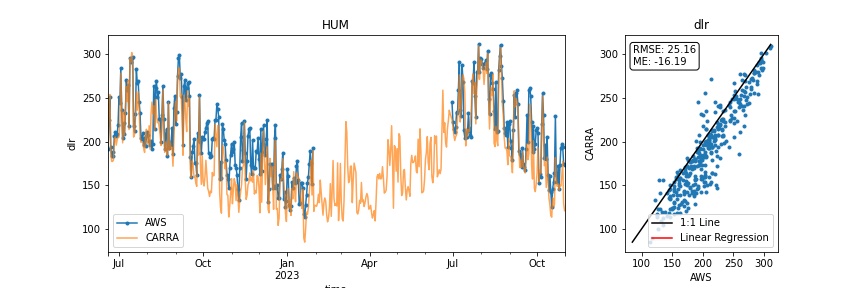 HUM
dlr
300
250
200
150
100
dlr
AWS
CARRA
Jul
Oct
Jan
2023
Apr
Jul
Oct
time
dlr
RMSE: 25.16
ME: -16.19
300
250
200
150
100
CARRA
1:1 Line
Linear Regression
100
150
200
250
300
AWS